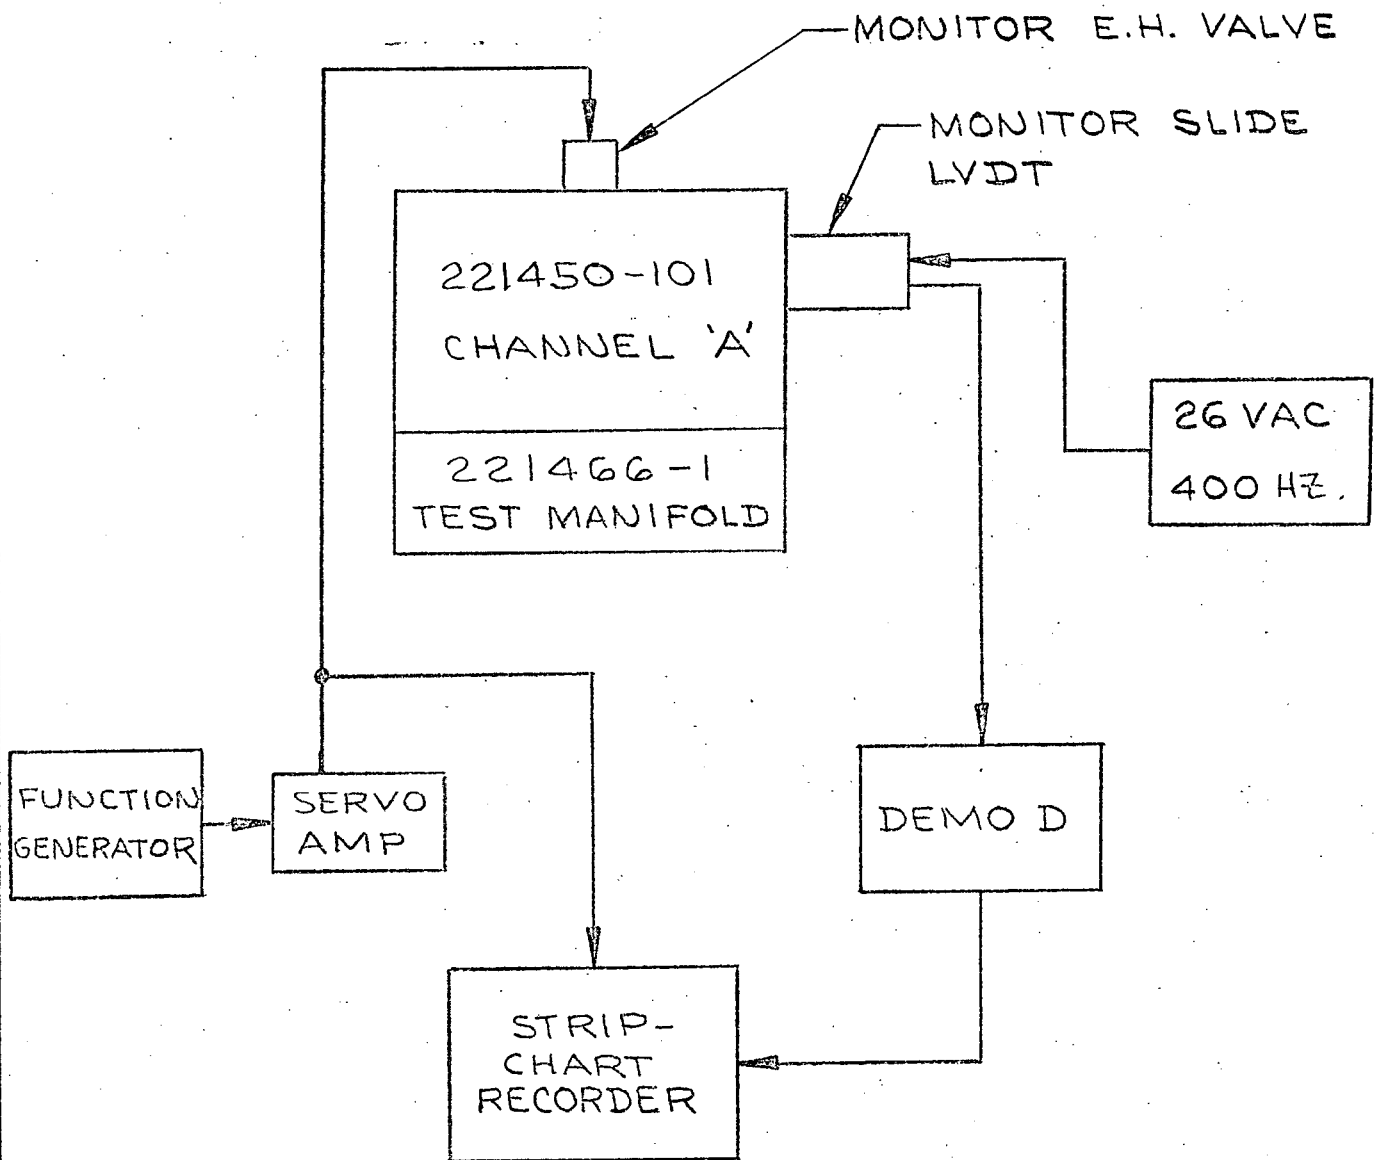 MONITOR E.H. VALVE
MONITOR SLIDE
LVDT
221450-101
CHANNEL 'A'
221466-1
TEST MANIFOLD
26 VAC
400 HZ.
FUNCTION
GENERATOR
SERVO
AMP
DEMO D
STRIP-
CHART
RECORDER